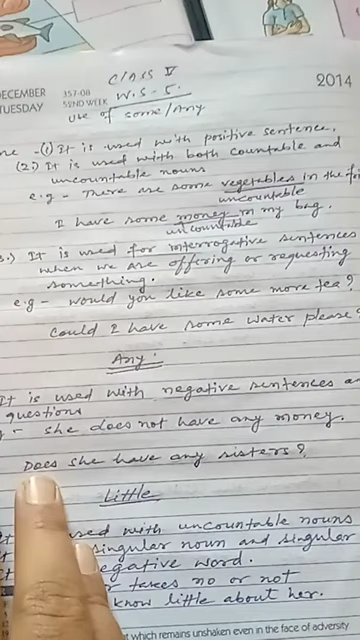 CLASS V
DECEMBER 357-08 W.S-5. 2014
TUESDAY 52ND WEEK use of some/Any
-(1) It is used with positive sentence.
(2) It is used with both countable and
uncountable nouns
e.g - There are some vegetables in the
uncountable
I have some money in my bag.
uncountable
3.) It is used for interrogative sentences
when we are offering or requesting
something.
e.g - would you like some more tea?
Could I have some water please?
Any:
It is used with negative sentences
questions
- she does not have any money.
Does she have any sisters?
Little
used with uncountable nouns
singular noun and singular
negative word.
takes no or not
know little about her.
which remains unshaken even in the face of adversity